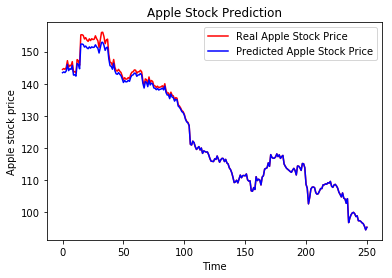 Apple Stock Prediction
Real Apple Stock Price
Predicted Apple Stock Price
Apple stock price
150
140
130
120
110
100
0 50 100 150 200 250
Time